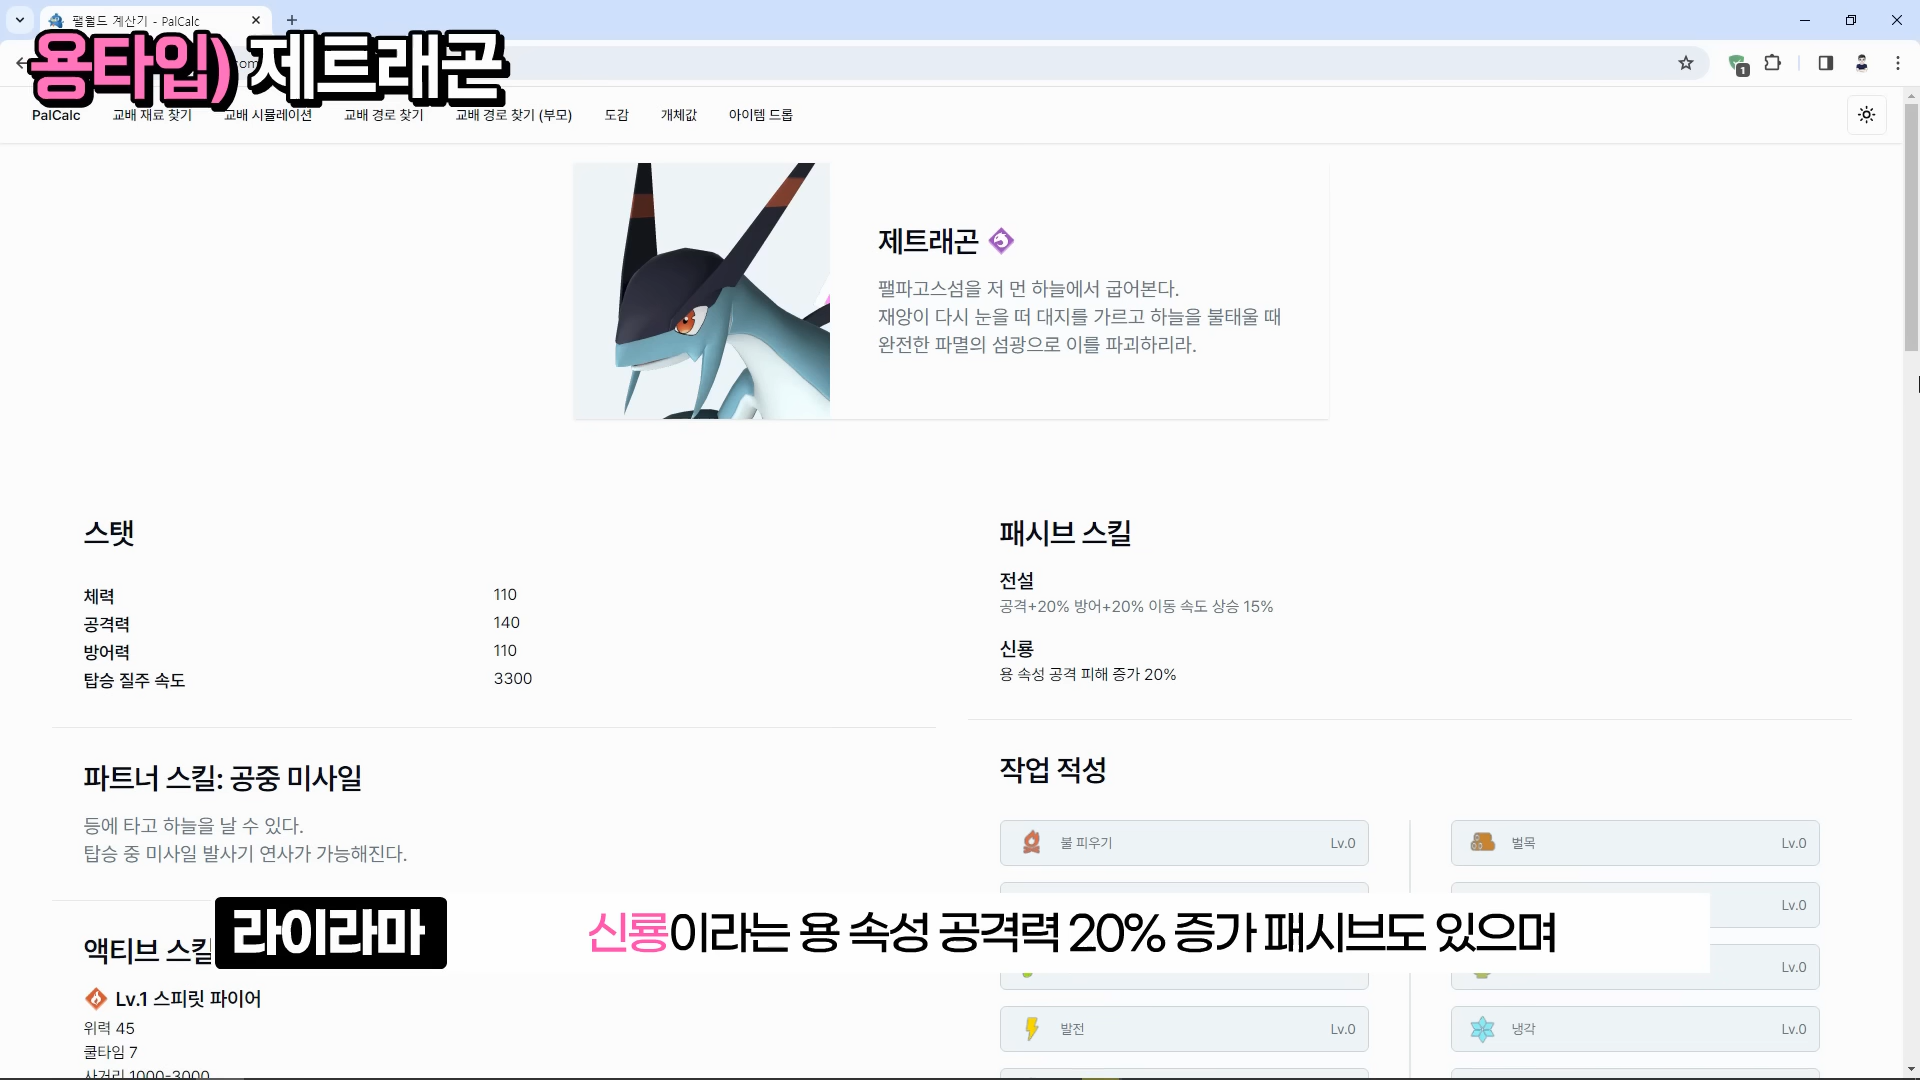 팰월드 계산기 - PalCalc
용타입) 제트래곤
PalCalc 교배 재료 찾기 교배 시뮬레이션 교배 경로 찾기 교배 경로 찾기 (부모) 도감 개체값 아이템 드롭
1
제트래곤
팰파고스섬을 저 먼 하늘에서 굽어본다.
재앙이 다시 눈을 떠 대지를 가르고 하늘을 불태울 때
완전한 파멸의 섬광으로 이를 파괴하리라.
스탯
체력 110
공격력 140
방어력 110
탑승 질주 속도 3300
파트너 스킬: 공중 미사일
등에 타고 하늘을 날 수 있다.
탑승 중 미사일 발사기 연사가 가능해진다.
액티브 스킬
Lv.1 스피릿 파이어
위력 45
쿨타임 7
사거리 1000-3000
패시브 스킬
전설
공격+20% 방어+20% 이동 속도 상승 15%
신룡
용 속성 공격 피해 증가 20%
작업 적성
불 피우기 Lv.0
벌목 Lv.0
Lv.0
Lv.0
발전 Lv.0
냉각 Lv.0
라이라마
신룡이라는 용 속성 공격력 20% 증가 패시브도 있으며